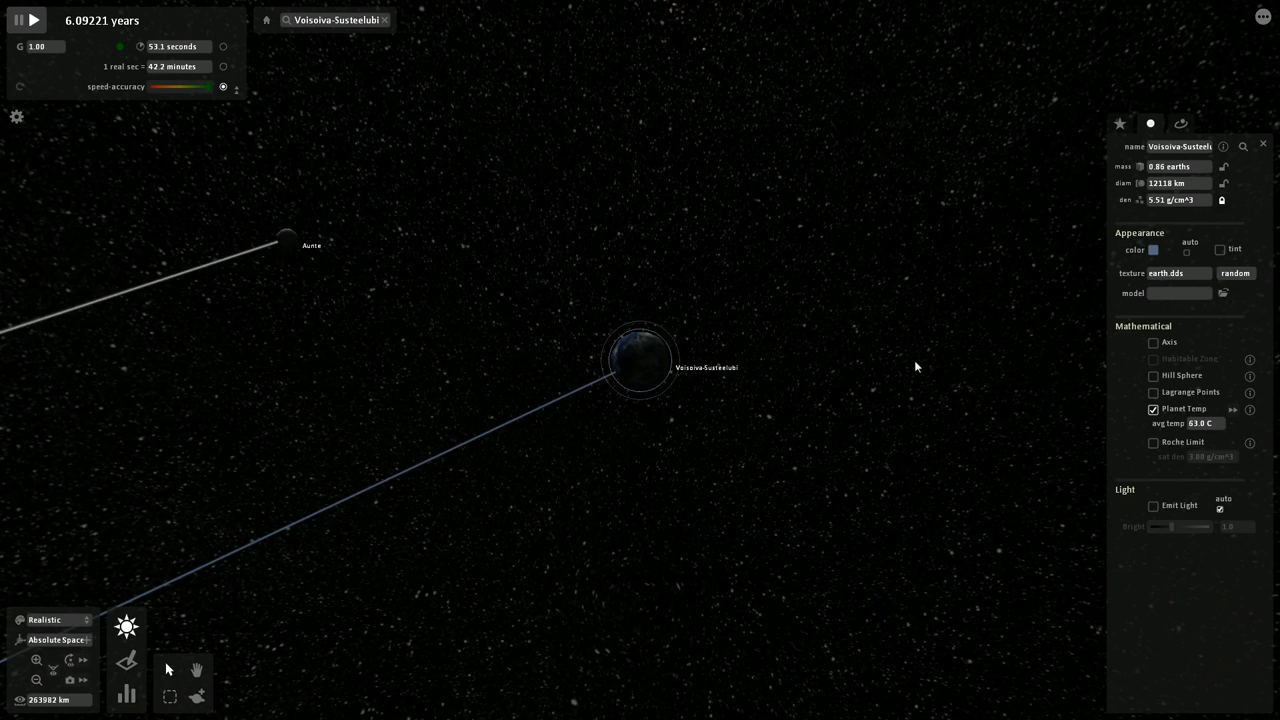 6.09221 years
Voisoiva-Susteelubi
G 1.00
53.1 seconds
1 real sec = 42.2 minutes
speed-accuracy
name Voisoiva-Susteelu
mass 0.86 earths
diam 12118 km
den 5.51 g/cm^3
Appearance
color
auto
tint
texture earth.dds random
model
Mathematical
Axis
Habitable Zone
Hill Sphere
Lagrange Points
Planet Temp
avg temp 63.0 C
Roche Limit
sat den 3.00 g/cm^3
Light
Emit Light
auto
Bright 1.0
Aunte
Voisoiva-Susteelubi
Realistic
Absolute Space
263982 km